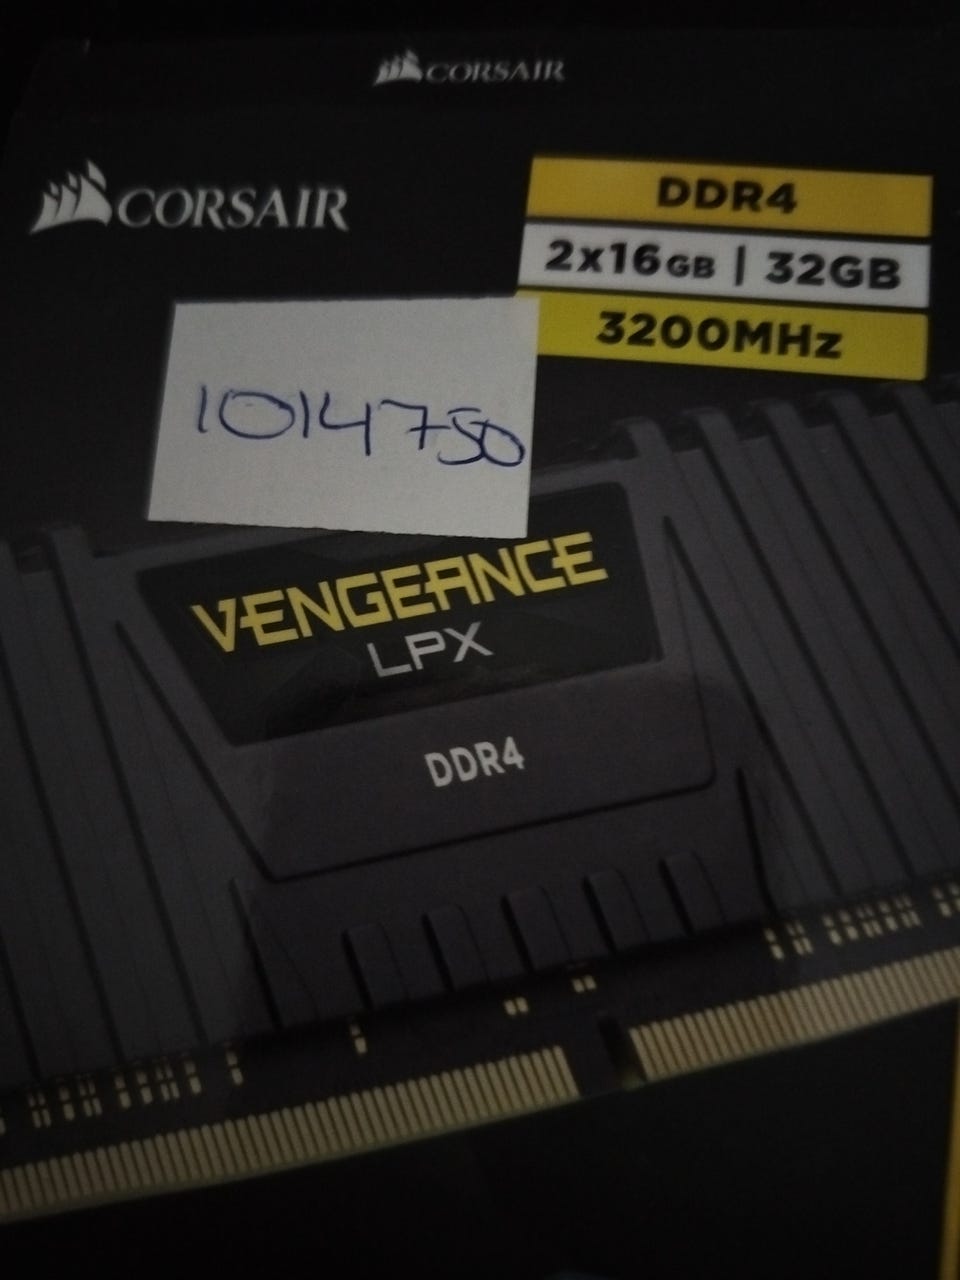 CORSAIR
CORSAIR
DDR4
2x16GB | 32GB
3200MHz
1014750
VENGEANCE
LPX
DDR4